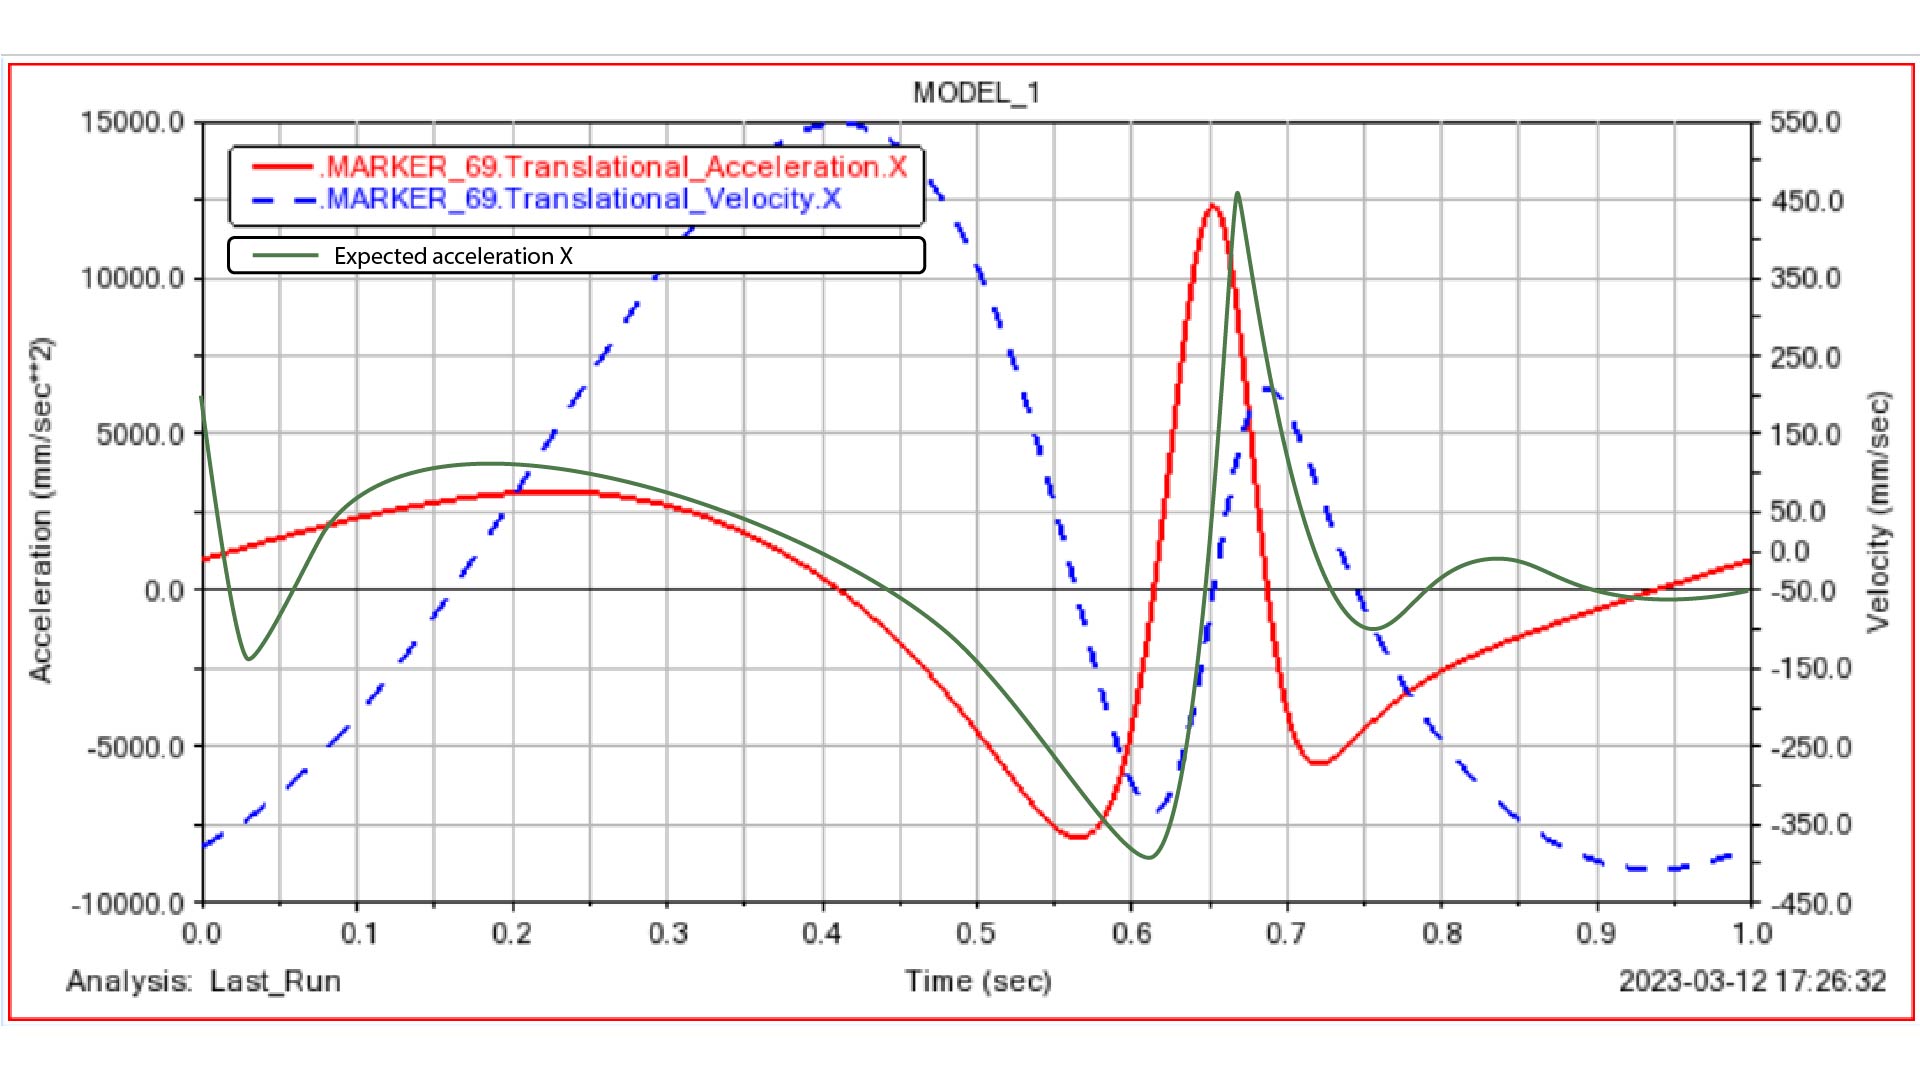 MODEL_1
15000.0
10000.0
5000.0
0.0
-5000.0
-10000.0
Acceleration (mm/sec**2)
.MARKER_69.Translational_Acceleration.X
.MARKER_69.Translational_Velocity.X
Expected acceleration X
550.0
450.0
350.0
250.0
150.0
50.0
0.0
-50.0
-150.0
-250.0
-350.0
-450.0
Velocity (mm/sec)
0.0 0.1 0.2 0.3 0.4 0.5 0.6 0.7 0.8 0.9 1.0
Analysis: Last_Run Time (sec) 2023-03-12 17:26:32